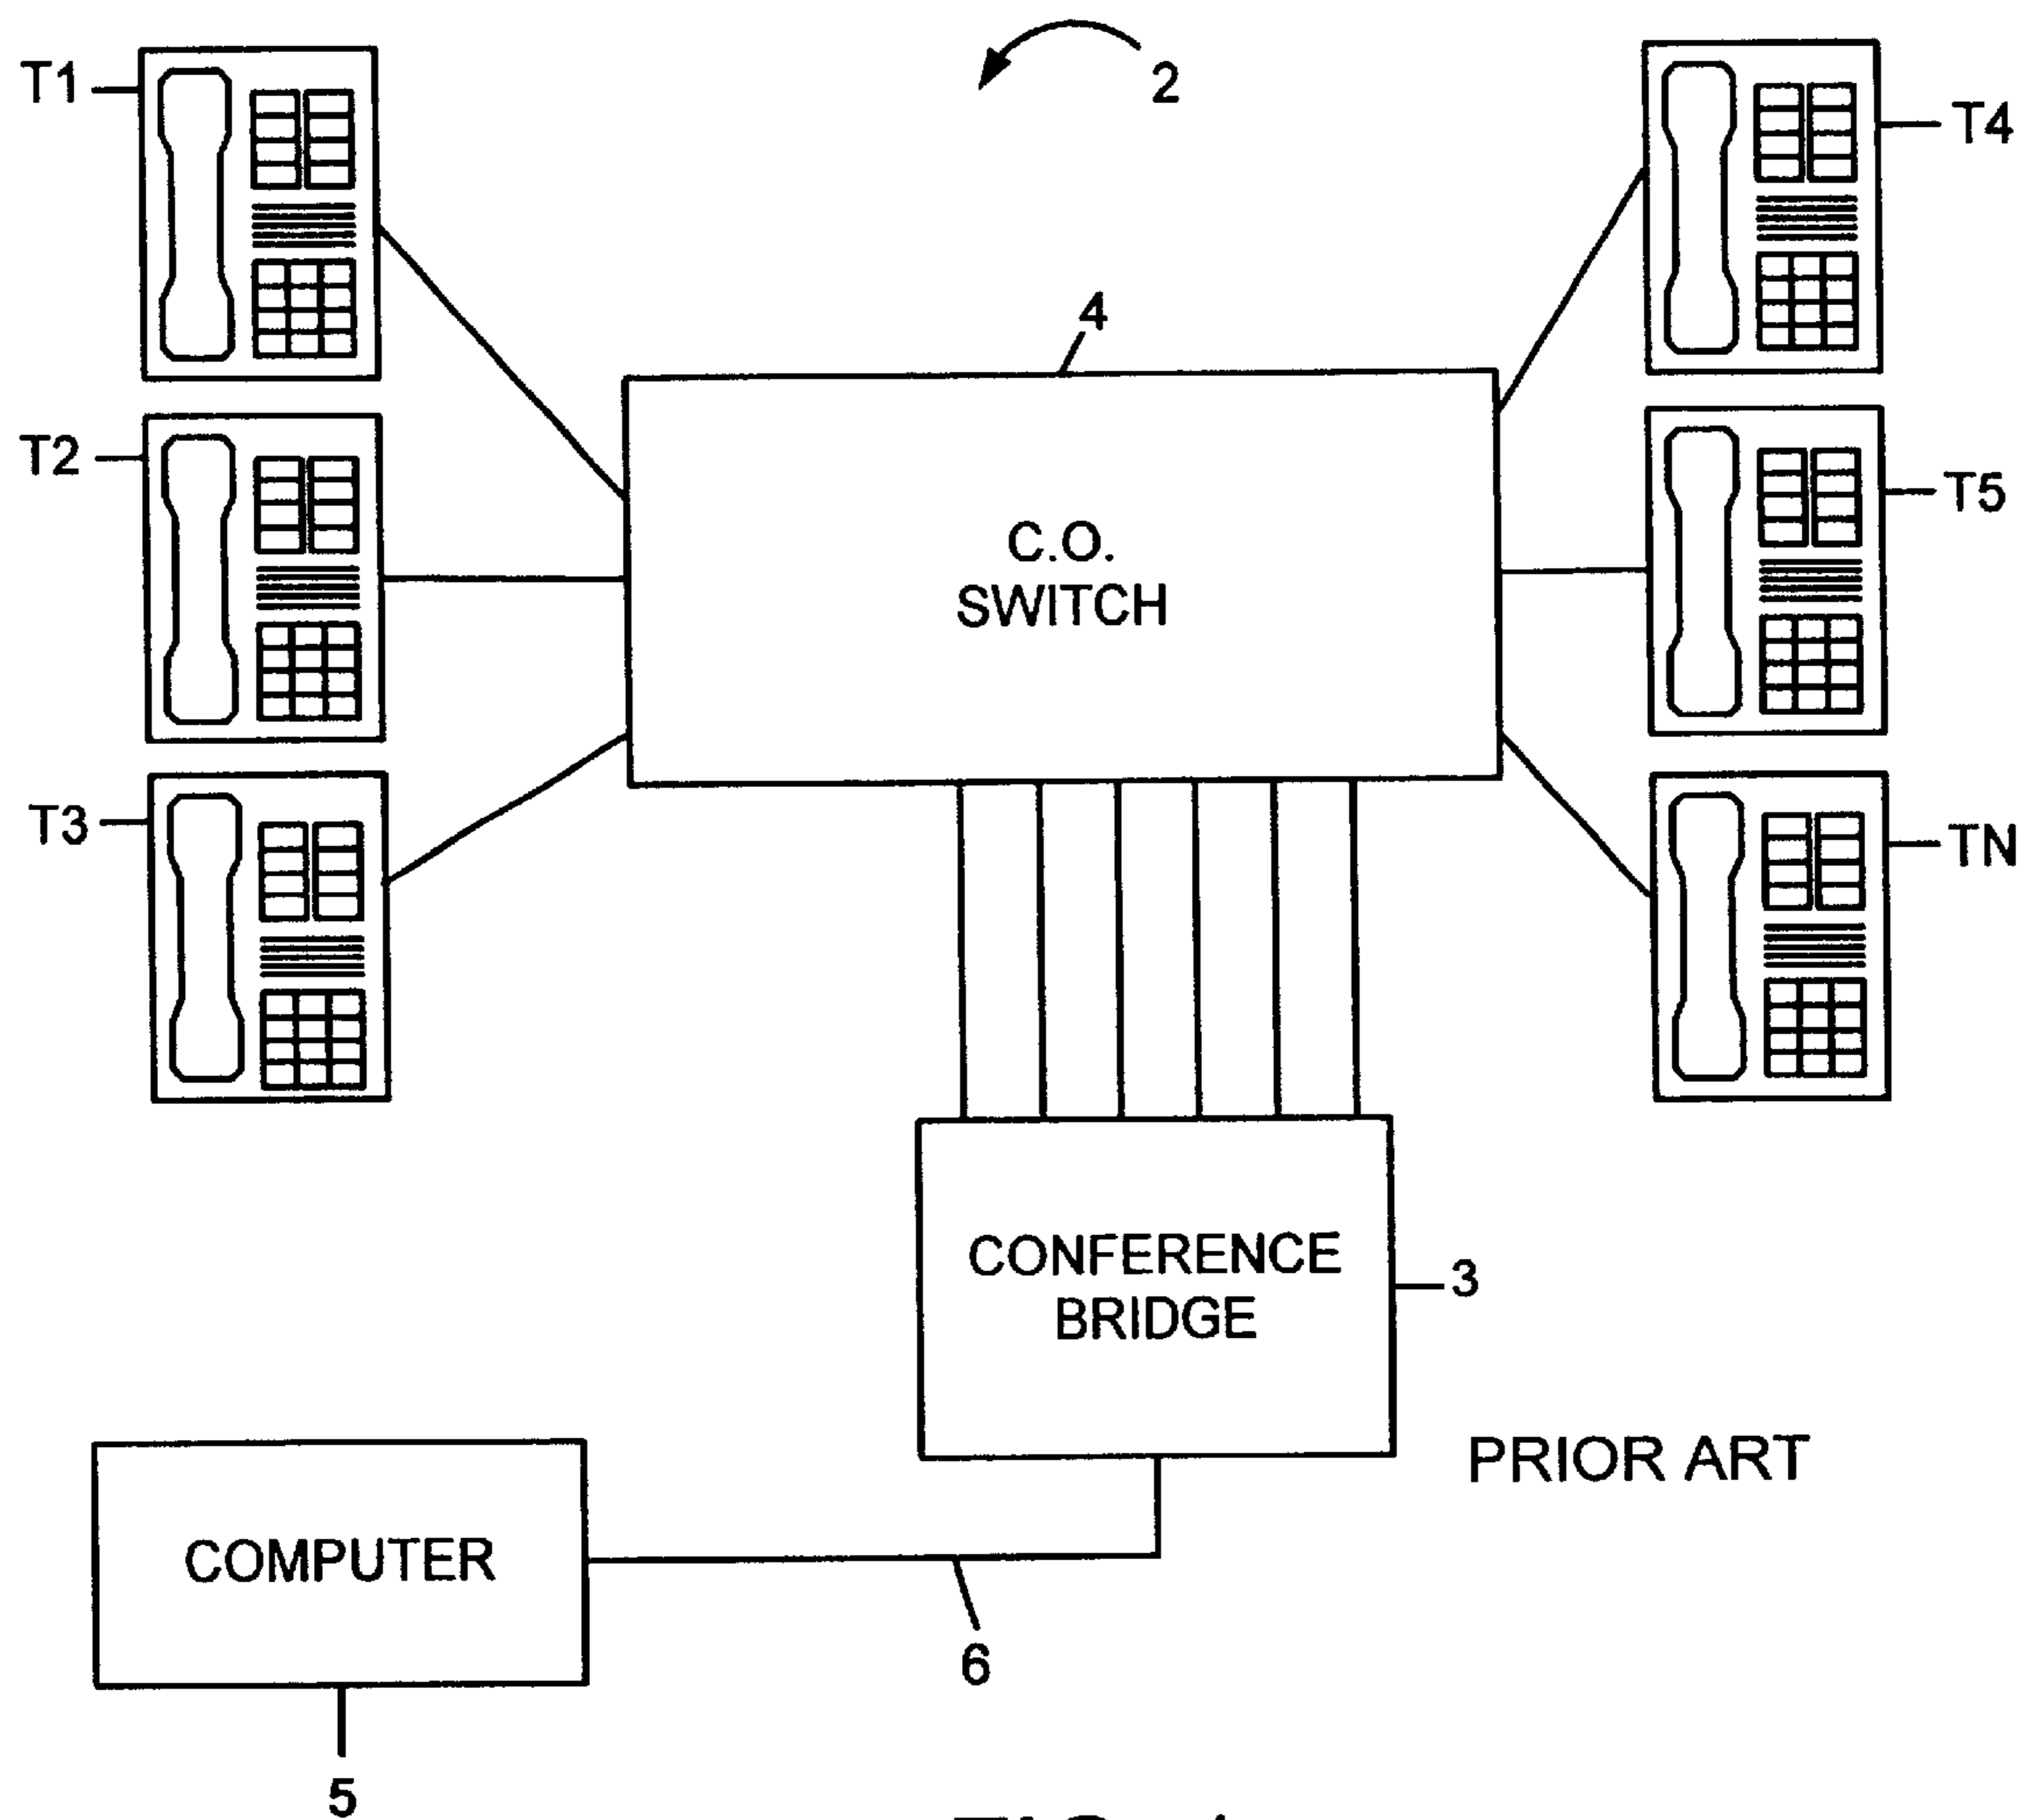 T1
2
T4
4
T2
C.O.
SWITCH
T5
T3
TN
CONFERENCE
BRIDGE
3
PRIOR ART
COMPUTER
6
5